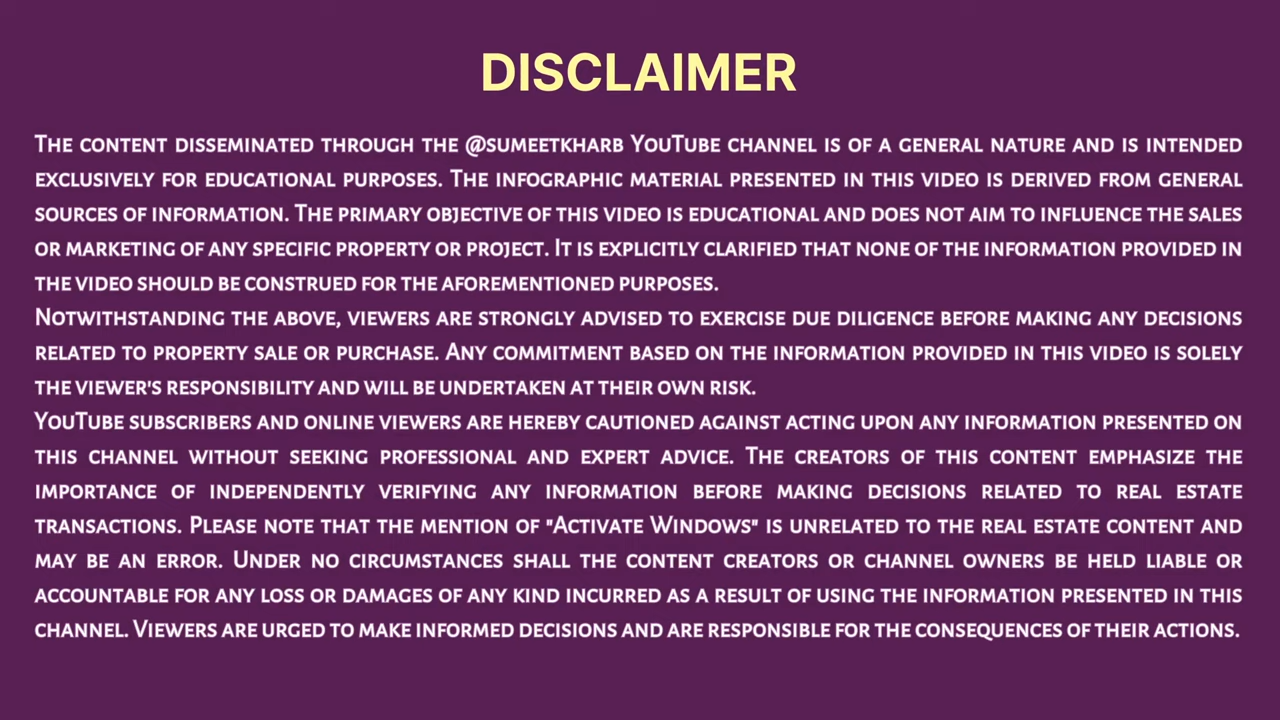 DISCLAIMER
The content disseminated through the @sumeetkharb YouTube channel is of a general nature and is intended
exclusively for educational purposes. The infographic material presented in this video is derived from general
sources of information. The primary objective of this video is educational and does not aim to influence the sales
or marketing of any specific property or project. It is explicitly clarified that none of the information provided in
the video should be construed for the aforementioned purposes.
Notwithstanding the above, viewers are strongly advised to exercise due diligence before making any decisions
related to property sale or purchase. Any commitment based on the information provided in this video is solely
the viewer's responsibility and will be undertaken at their own risk.
YouTube subscribers and online viewers are hereby cautioned against acting upon any information presented on
this channel without seeking professional and expert advice. The creators of this content emphasize the
importance of independently verifying any information before making decisions related to real estate
transactions. Please note that the mention of "Activate Windows" is unrelated to the real estate content and
may be an error. Under no circumstances shall the content creators or channel owners be held liable or
accountable for any loss or damages of any kind incurred as a result of using the information presented in this
channel. Viewers are urged to make informed decisions and are responsible for the consequences of their actions.